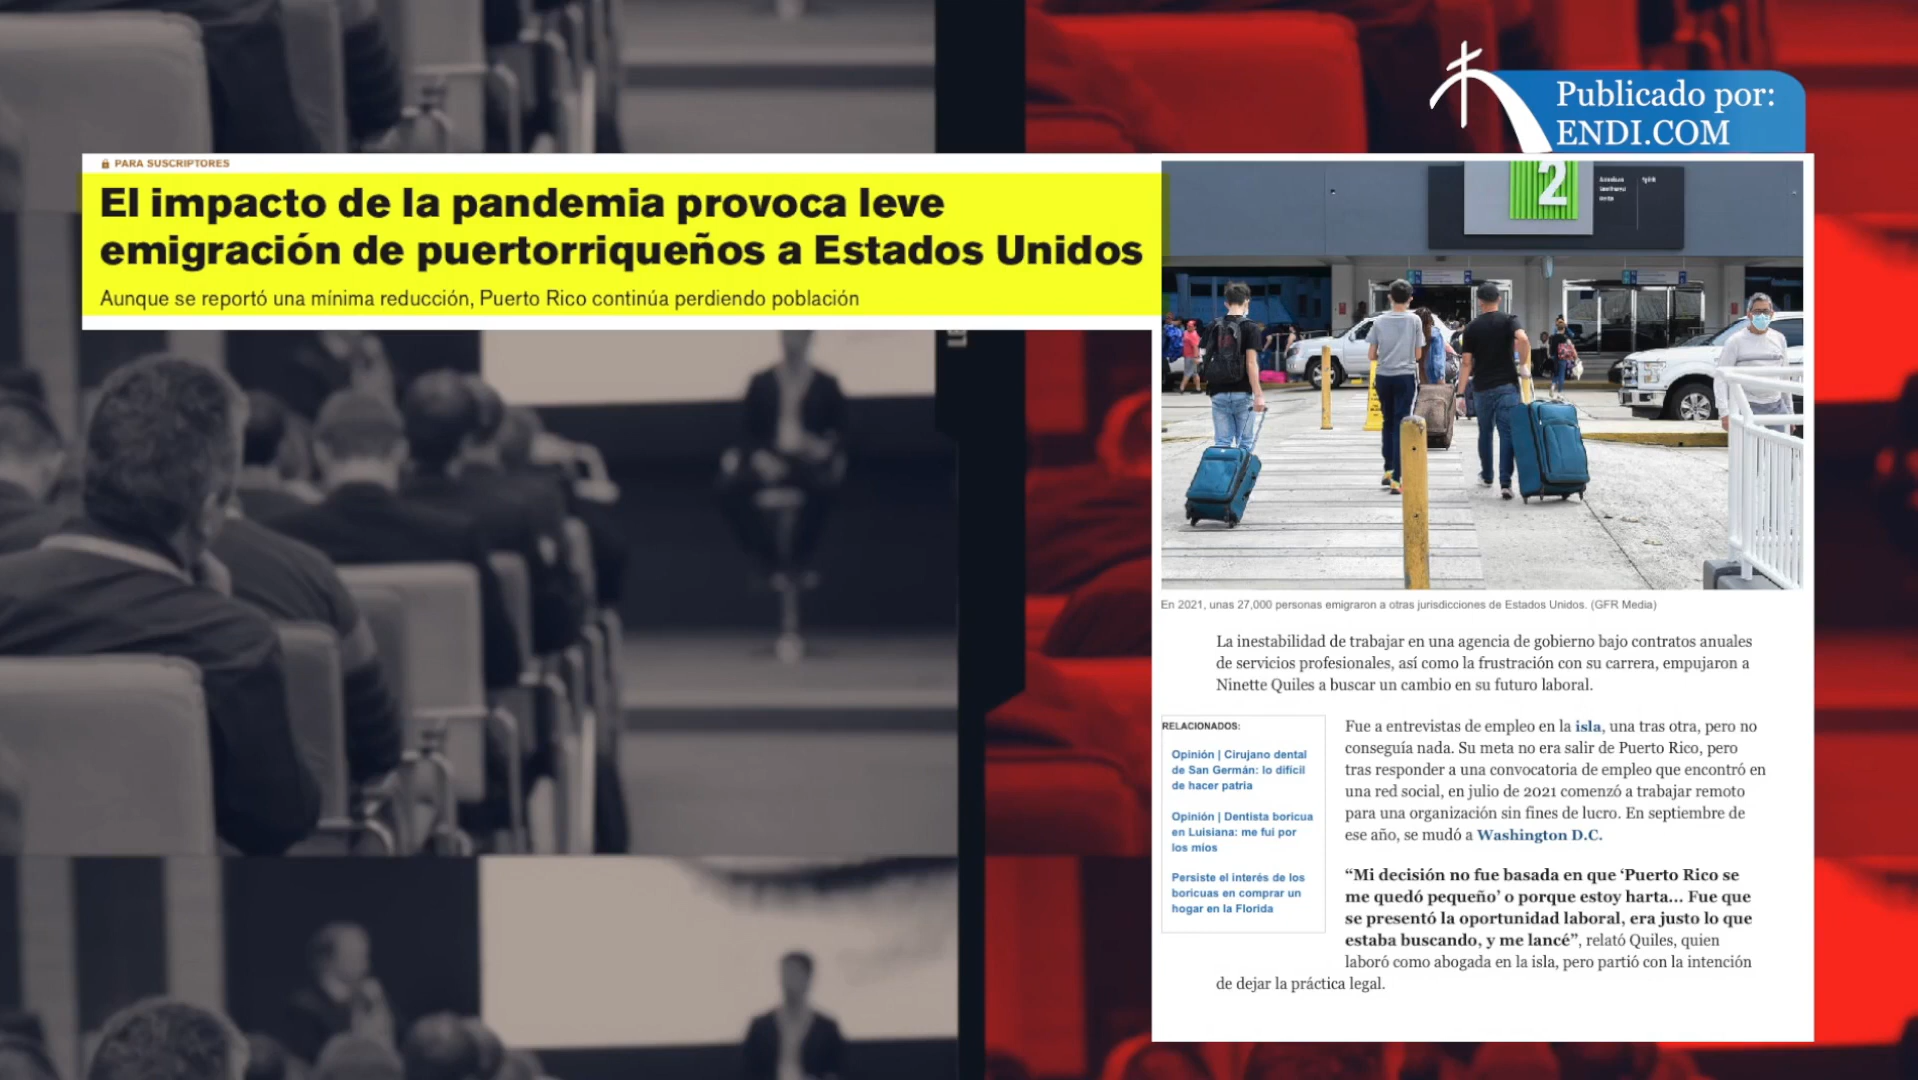 Publicado por:
ENDI.COM
PARA SUSCRIPTORES
El impacto de la pandemia provoca leve
emigración de puertorriqueños a Estados Unidos
Aunque se reportó una mínima reducción, Puerto Rico continúa perdiendo población
2
En 2021, unas 27,000 personas emigraron a otras jurisdicciones de Estados Unidos. (GFR Media)
La inestabilidad de trabajar en una agencia de gobierno bajo contratos anuales
de servicios profesionales, así como la frustración con su carrera, empujaron a
Ninette Quiles a buscar un cambio en su futuro laboral.
RELACIONADOS:
Opinión | Cirujano dental
de San Germán: lo difícil
de hacer patria
Opinión | Dentista boricua
en Luisiana: me fui por
los míos
Persiste el interés de los
boricuas en comprar un
hogar en la Florida
Fue a entrevistas de empleo en la isla, una tras otra, pero no
conseguía nada. Su meta no era salir de Puerto Rico, pero
tras responder a una convocatoria de empleo que encontró en
una red social, en julio de 2021 comenzó a trabajar remoto
para una organización sin fines de lucro. En septiembre de
ese año, se mudó a Washington D.C.
“Mi decisión no fue basada en que ‘Puerto Rico se
me quedó pequeño’ o porque estoy harta... Fue que
se presentó la oportunidad laboral, era justo lo que
estaba buscando, y me lancé”, relató Quiles, quien
laboró como abogada en la isla, pero partió con la intención
de dejar la práctica legal.